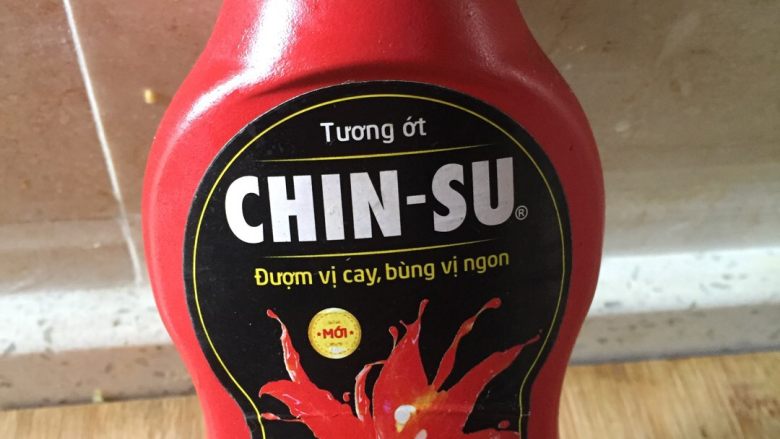 Tương ớt
CHIN-SU®
Đượm vị cay, bùng vị ngon
MỚI